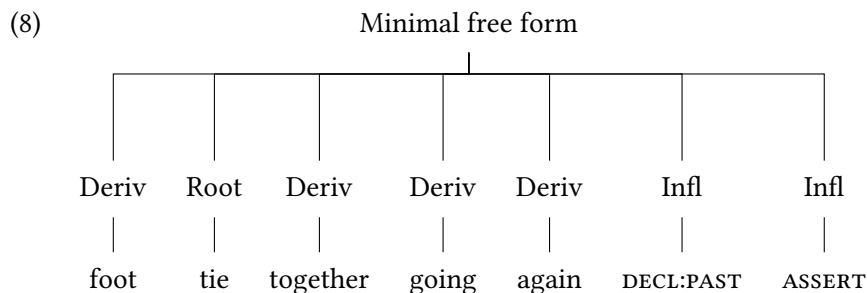 (8) Minimal free form
Deriv Root Deriv Deriv Deriv Infl Infl
foot tie together going again DECL:PAST ASSERT